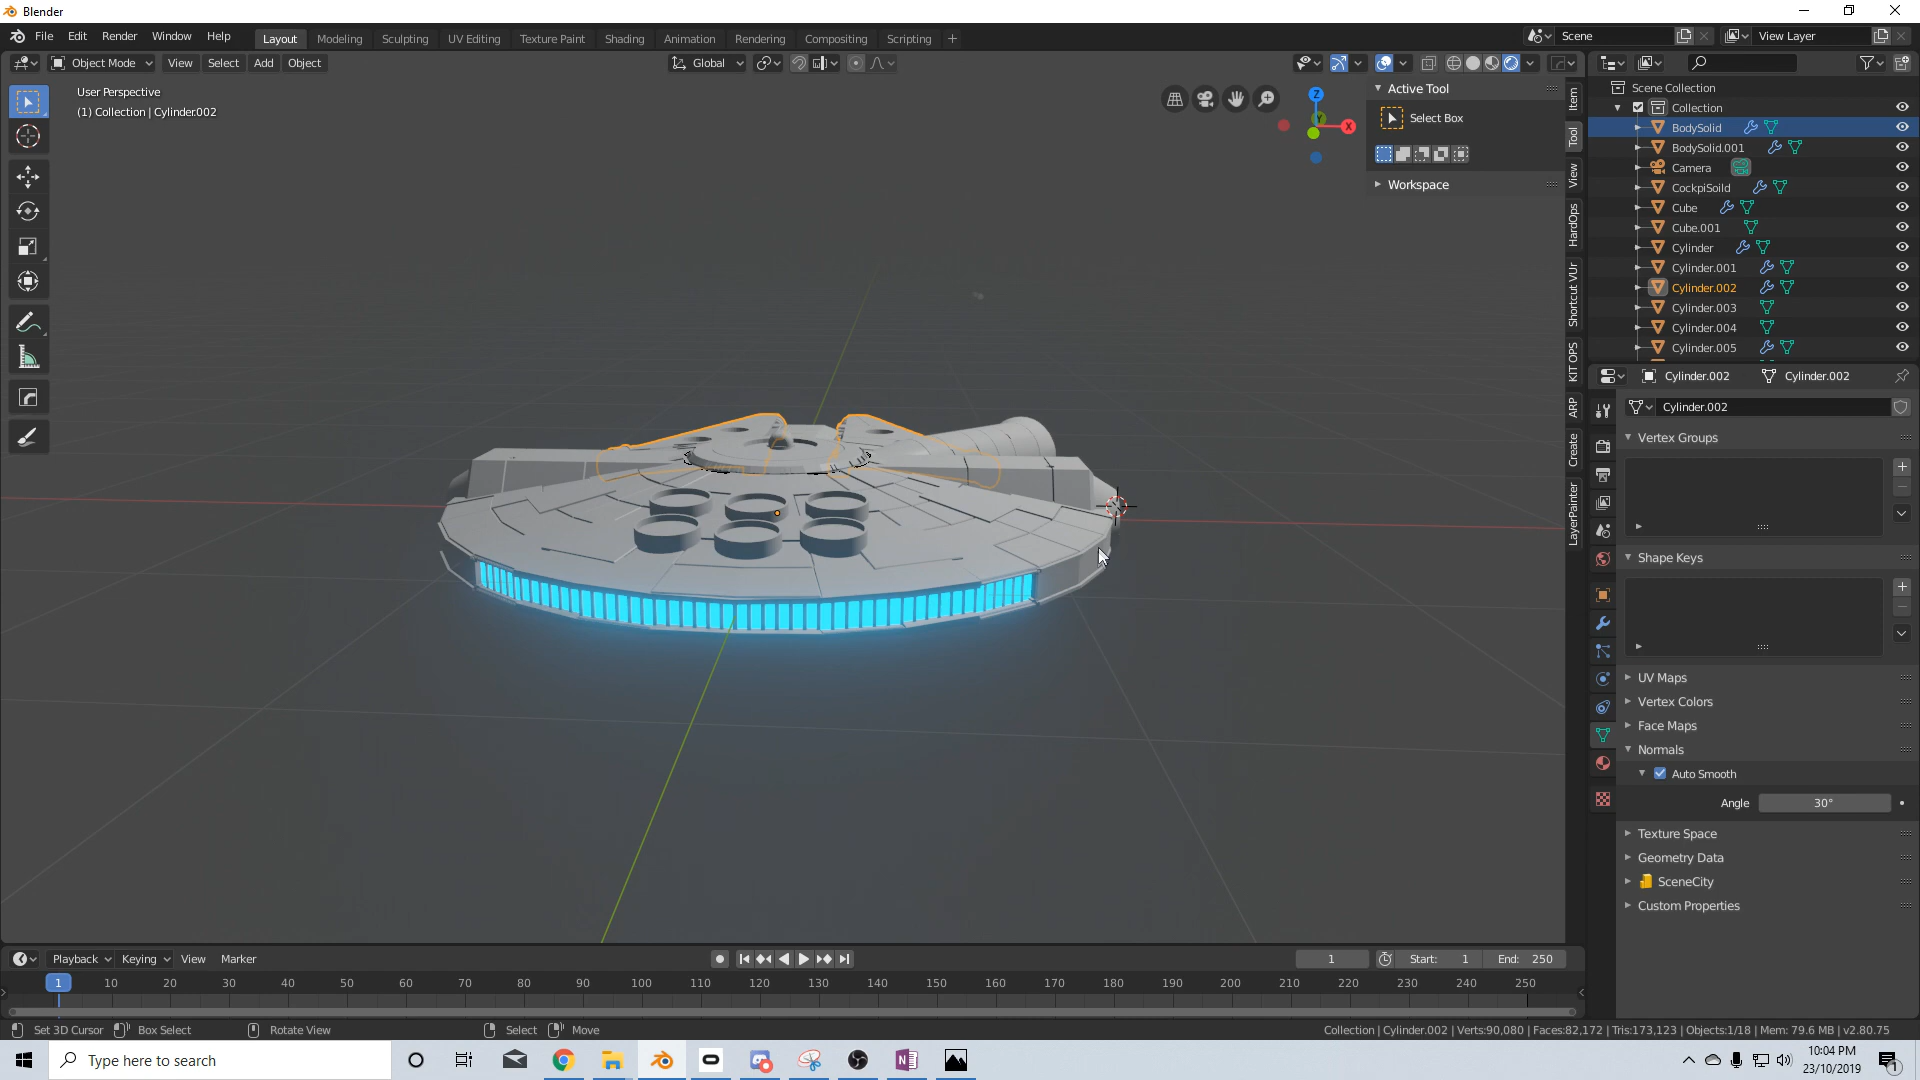 Blender
File Edit Render Window Help
Layout Modeling Sculpting UV Editing Texture Paint Shading Animation Rendering Compositing Scripting +
Scene View Layer
Object Mode View Select Add Object Global
User Perspective
(1) Collection | Cylinder.002
Z
Y
X
Active Tool
Select Box
Workspace
Item
Tool
View
HardOps
Shortcut VUr
KIT OPS
ARP
Create
LayerPainter
Scene Collection
Collection
BodySolid
BodySolid.001
Camera
CockpiSoild
Cube
Cube.001
Cylinder
Cylinder.001
Cylinder.002
Cylinder.003
Cylinder.004
Cylinder.005
Cylinder.002 Cylinder.002
Cylinder.002
Vertex Groups
Shape Keys
UV Maps
Vertex Colors
Face Maps
Normals
Auto Smooth
Angle 30°
Texture Space
Geometry Data
SceneCity
Custom Properties
Playback Keying View Marker 1 Start: 1 End: 250
1 10 20 30 40 50 60 70 80 90 100 110 120 130 140 150 160 170 180 190 200 210 220 230 240 250
Set 3D Cursor Box Select Rotate View Select Move Collection | Cylinder.002 | Verts:90,080 | Faces:82,172 | Tris:173,123 | Objects:1/18 | Mem: 79.6 MB | v2.80.75
Type here to search
10:04 PM
23/10/2019
1